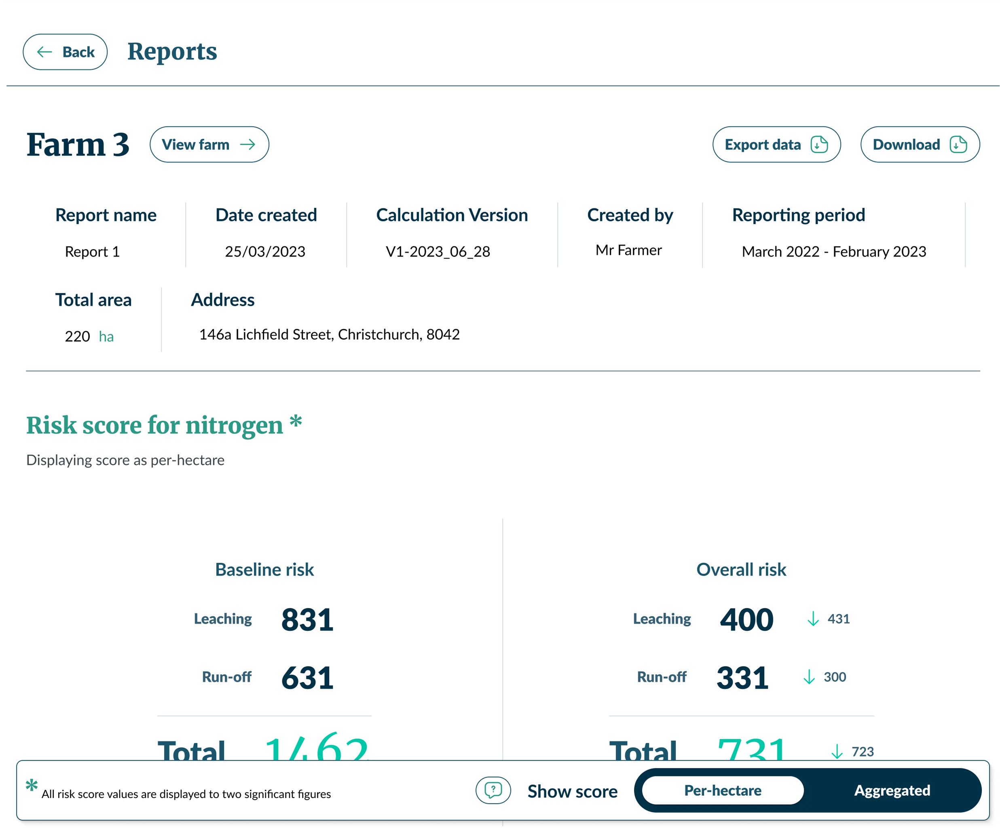 Back Reports
Farm 3 View farm Export data Download
Report name Date created Calculation Version Created by Reporting period
Report 1 25/03/2023 V1-2023_06_28 Mr Farmer March 2022 - February 2023
Total area Address
220 ha 146a Lichfield Street, Christchurch, 8042
Risk score for nitrogen *
Displaying score as per-hectare
Baseline risk Overall risk
Leaching 831 Leaching 400 431
Run-off 631 Run-off 331 300
Total 1462 Total 731 723
* All risk score values are displayed to two significant figures ? Show score Per-hectare Aggregated